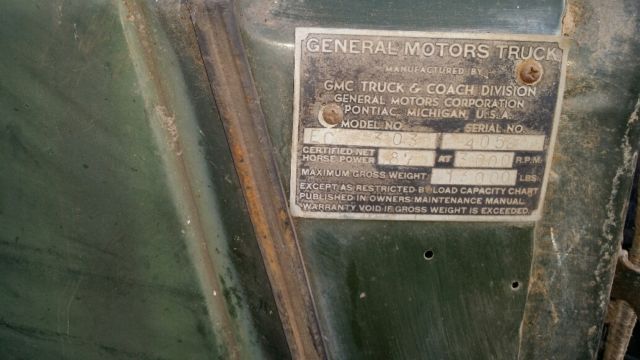 GENERAL MOTORS TRUCK
MANUFACTURED BY
GMC TRUCK & COACH DIVISION
GENERAL MOTORS CORPORATION
PONTIAC, MICHIGAN, U.S.A.
MODEL NO. SERIAL NO.
CERTIFIED NET
HORSE POWER AT R.P.M.
MAXIMUM GROSS WEIGHT LBS.
EXCEPT AS RESTRICTED BY LOAD CAPACITY CHART
PUBLISHED IN OWNERS MAINTENANCE MANUAL
WARRANTY VOID IF GROSS WEIGHT IS EXCEEDED